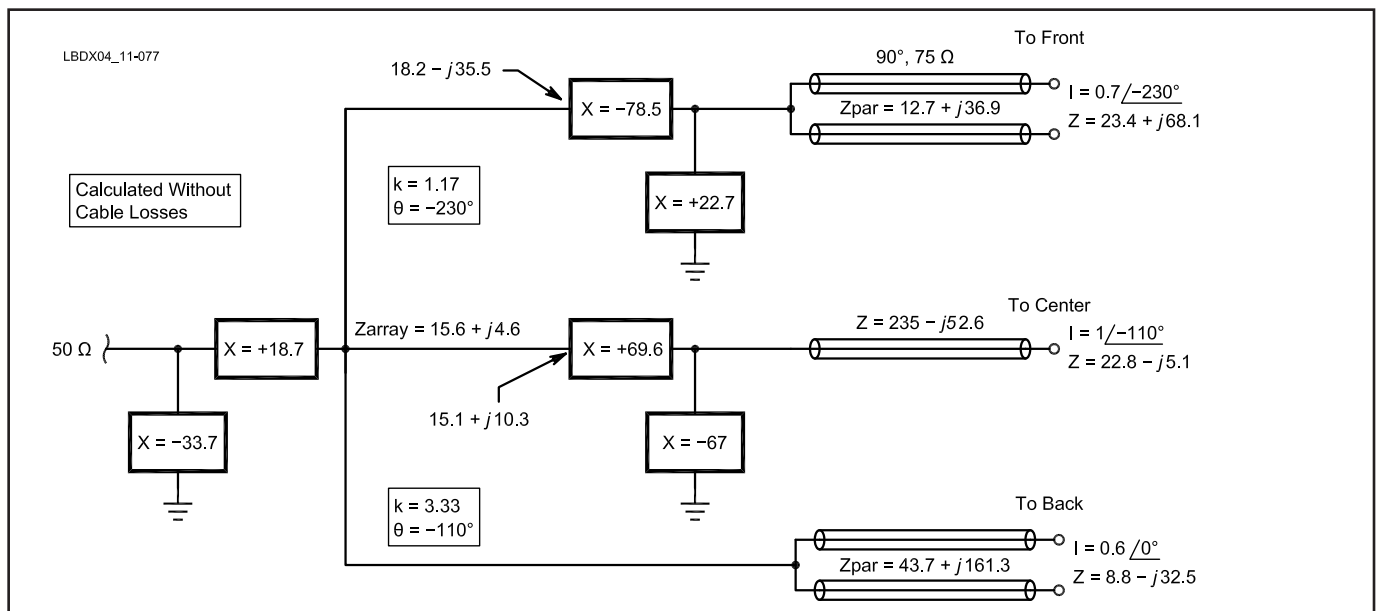 LBDX04_11-077
To Front
18.2 − j35.5
90°, 75 Ω
X = −78.5
I = 0.7/−230°
Zpar = 12.7 + j36.9
Z = 23.4 + j68.1
Calculated Without
Cable Losses
k = 1.17
θ = −230°
X = +22.7
To Center
50 Ω
X = +18.7
Zarray = 15.6 + j4.6
X = +69.6
Z = 235 − j52.6
I = 1/−110°
Z = 22.8 − j5.1
15.1 + j10.3
X = −33.7
X = −67
k = 3.33
θ = −110°
To Back
I = 0.6 /0°
Zpar = 43.7 + j161.3
Z = 8.8 − j32.5